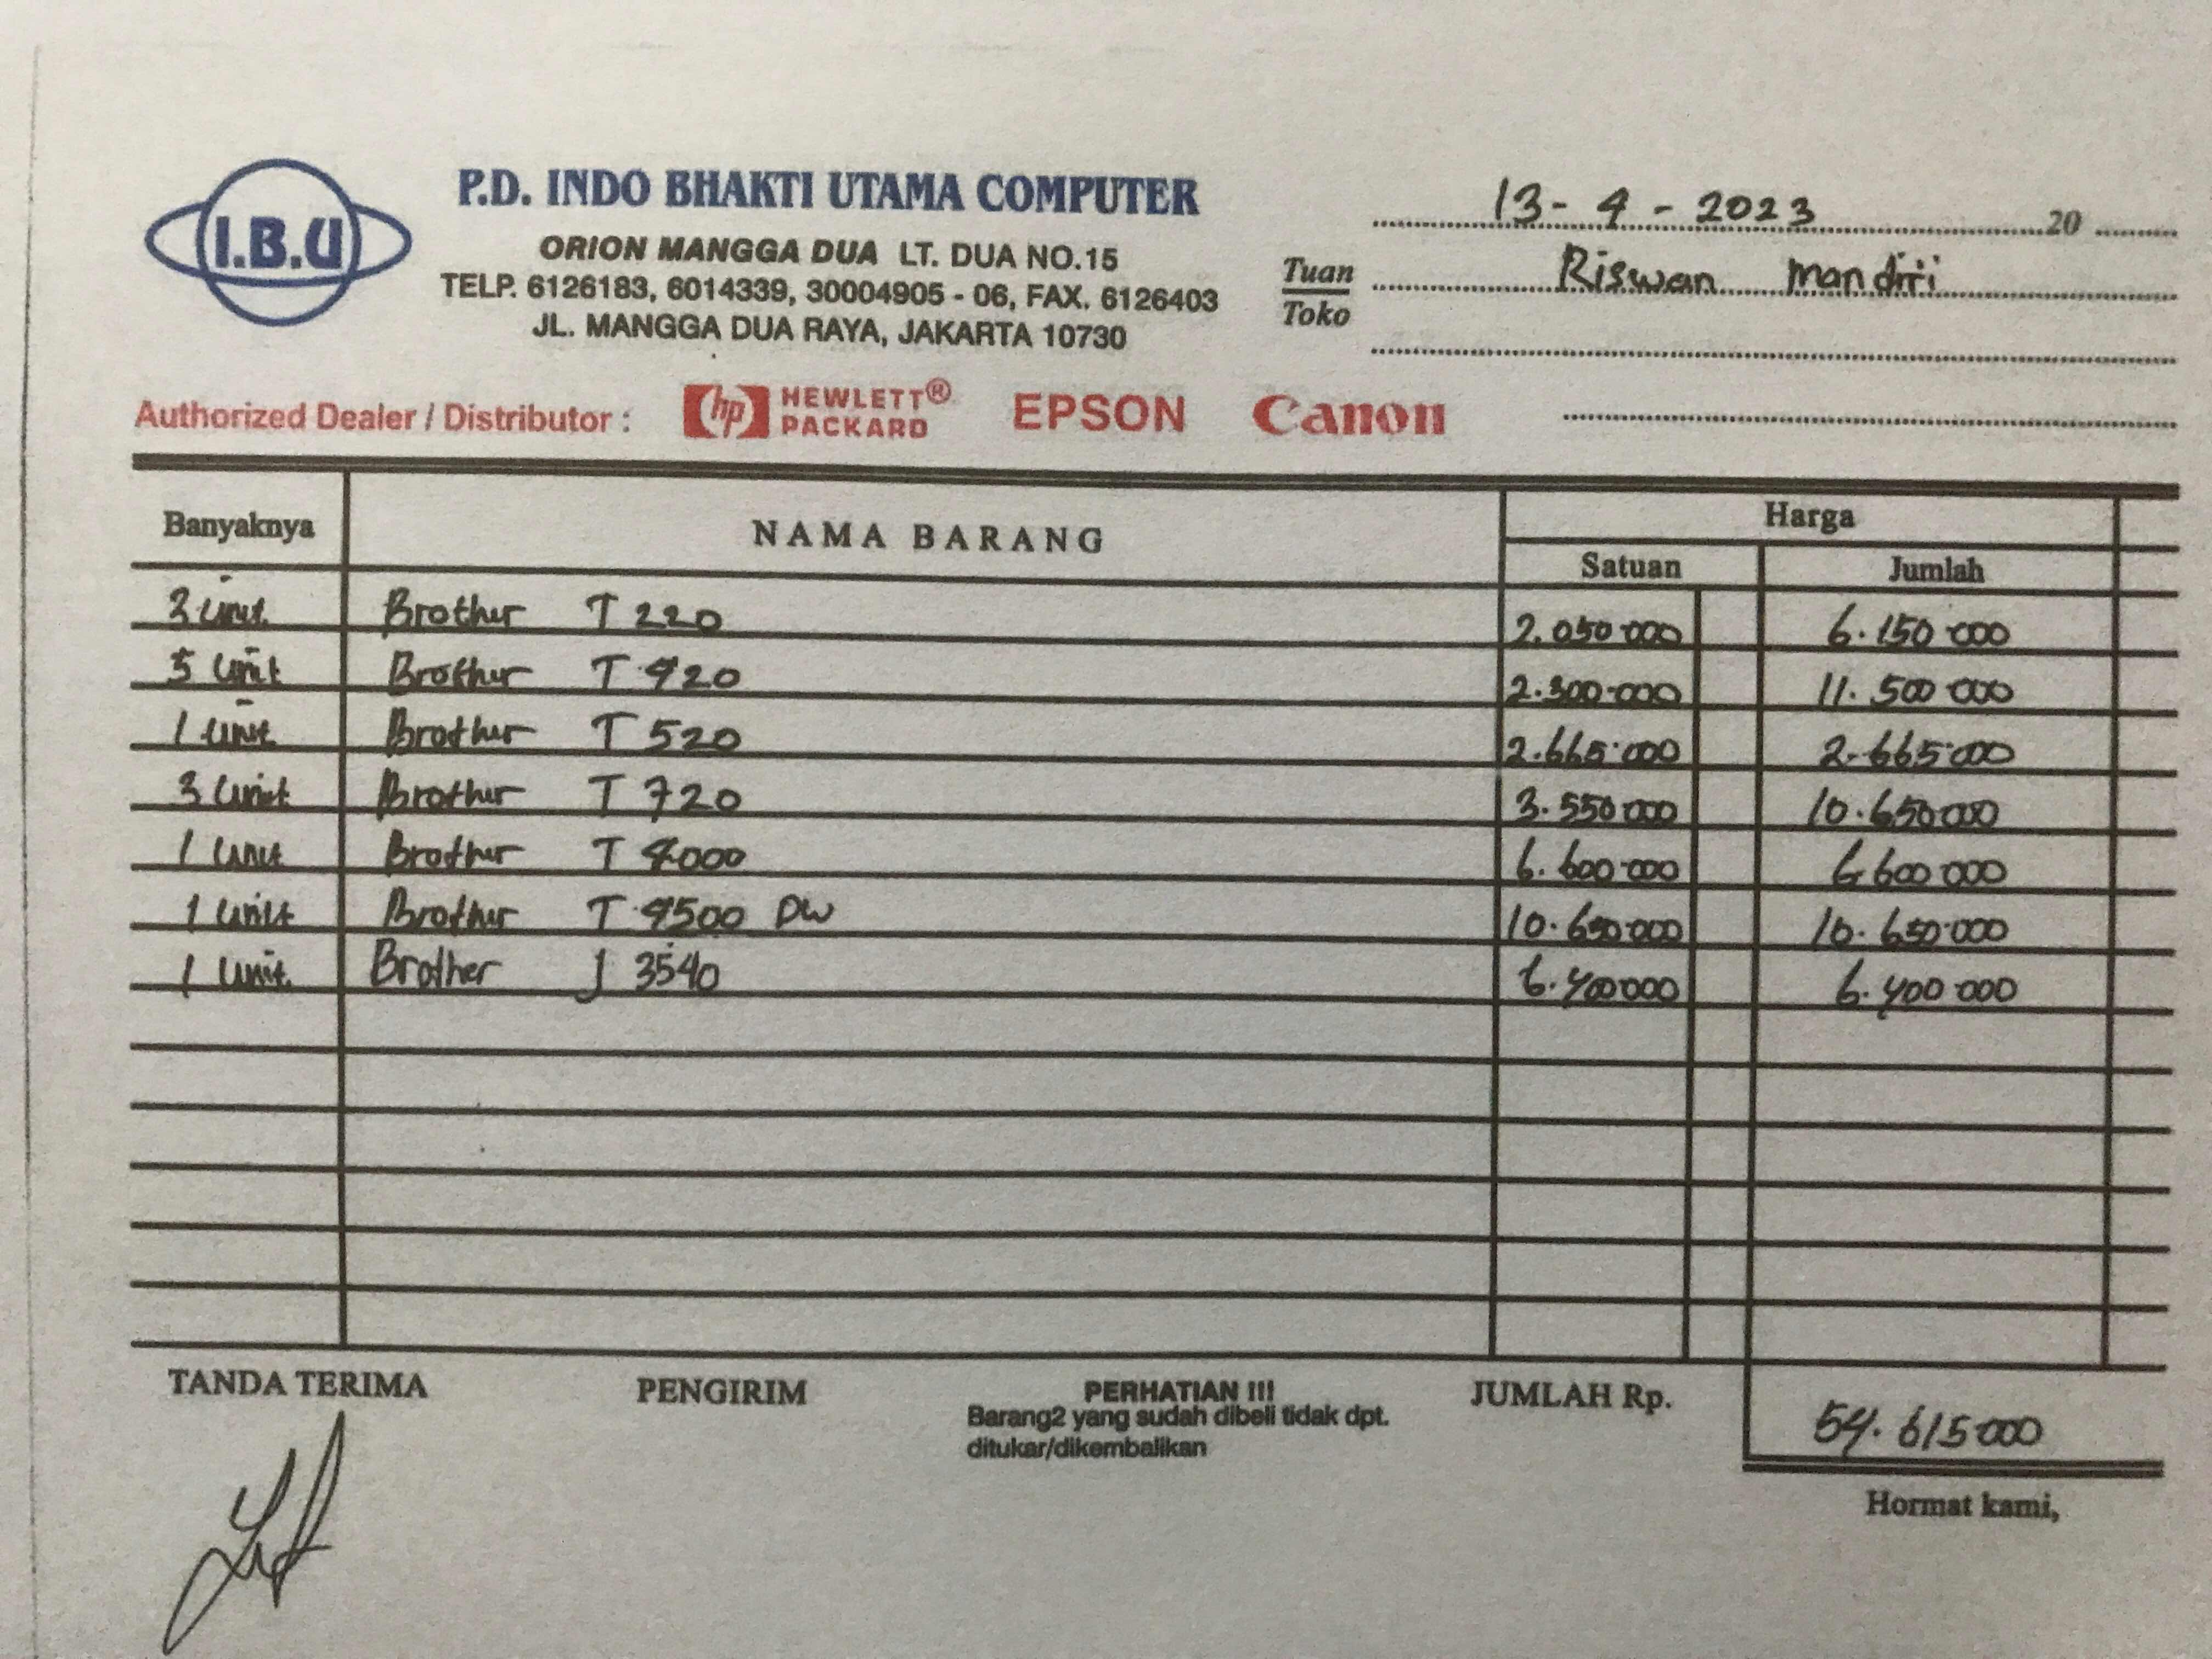 I.B.U
P.D. INDO BHAKTI UTAMA COMPUTER
ORION MANGGA DUA LT. DUA NO.15
TELP. 6126183, 6014339, 30004905 - 06, FAX. 6126403
JL. MANGGA DUA RAYA, JAKARTA 10730
13 - 4 - 2023 20
Tuan Riswan Mandiri
Toko
Authorized Dealer / Distributor : hp HEWLETT® PACKARD EPSON Canon
Banyaknya NAMA BARANG Harga
Satuan Jumlah
3 unit Brother T 220 2.050.000 6.150.000
5 unit Brother T 420 2.300.000 11.500.000
1 unit Brother T 520 2.665.000 2.665.000
3 unit Brother T 720 3.550.000 10.650.000
1 unit Brother T 4000 6.600.000 6.600.000
1 unit Brother T 4500 DW 10.650.000 10.650.000
1 unit Brother J 3540 6.400.000 6.400.000
TANDA TERIMA PENGIRIM PERHATIAN !!! JUMLAH Rp. 54.615.000
Barang2 yang sudah dibeli tidak dpt.
ditukar/dikembalikan
Hormat kami,